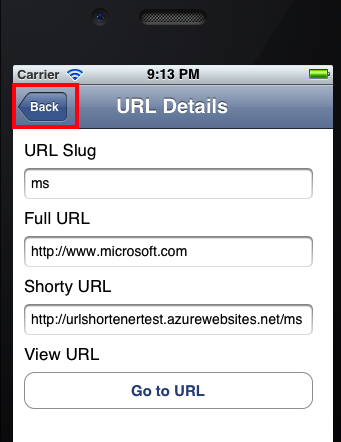 Carrier 9:13 PM
Back URL Details
URL Slug
ms
Full URL
http://www.microsoft.com
Shorty URL
http://urlshortenertest.azurewebsites.net/ms
View URL
Go to URL